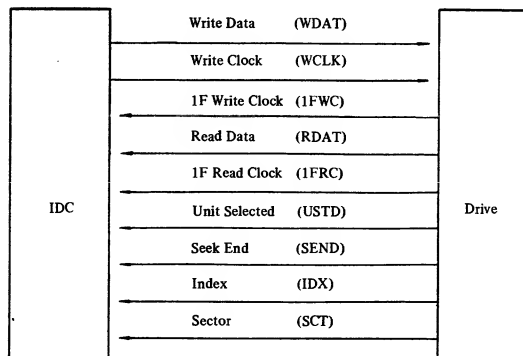 Write Data (WDAT)
Write Clock (WCLK)
1F Write Clock (1FWC)
Read Data (RDAT)
1F Read Clock (1FRC)
IDC Unit Selected (USTD) Drive
Seek End (SEND)
Index (IDX)
Sector (SCT)